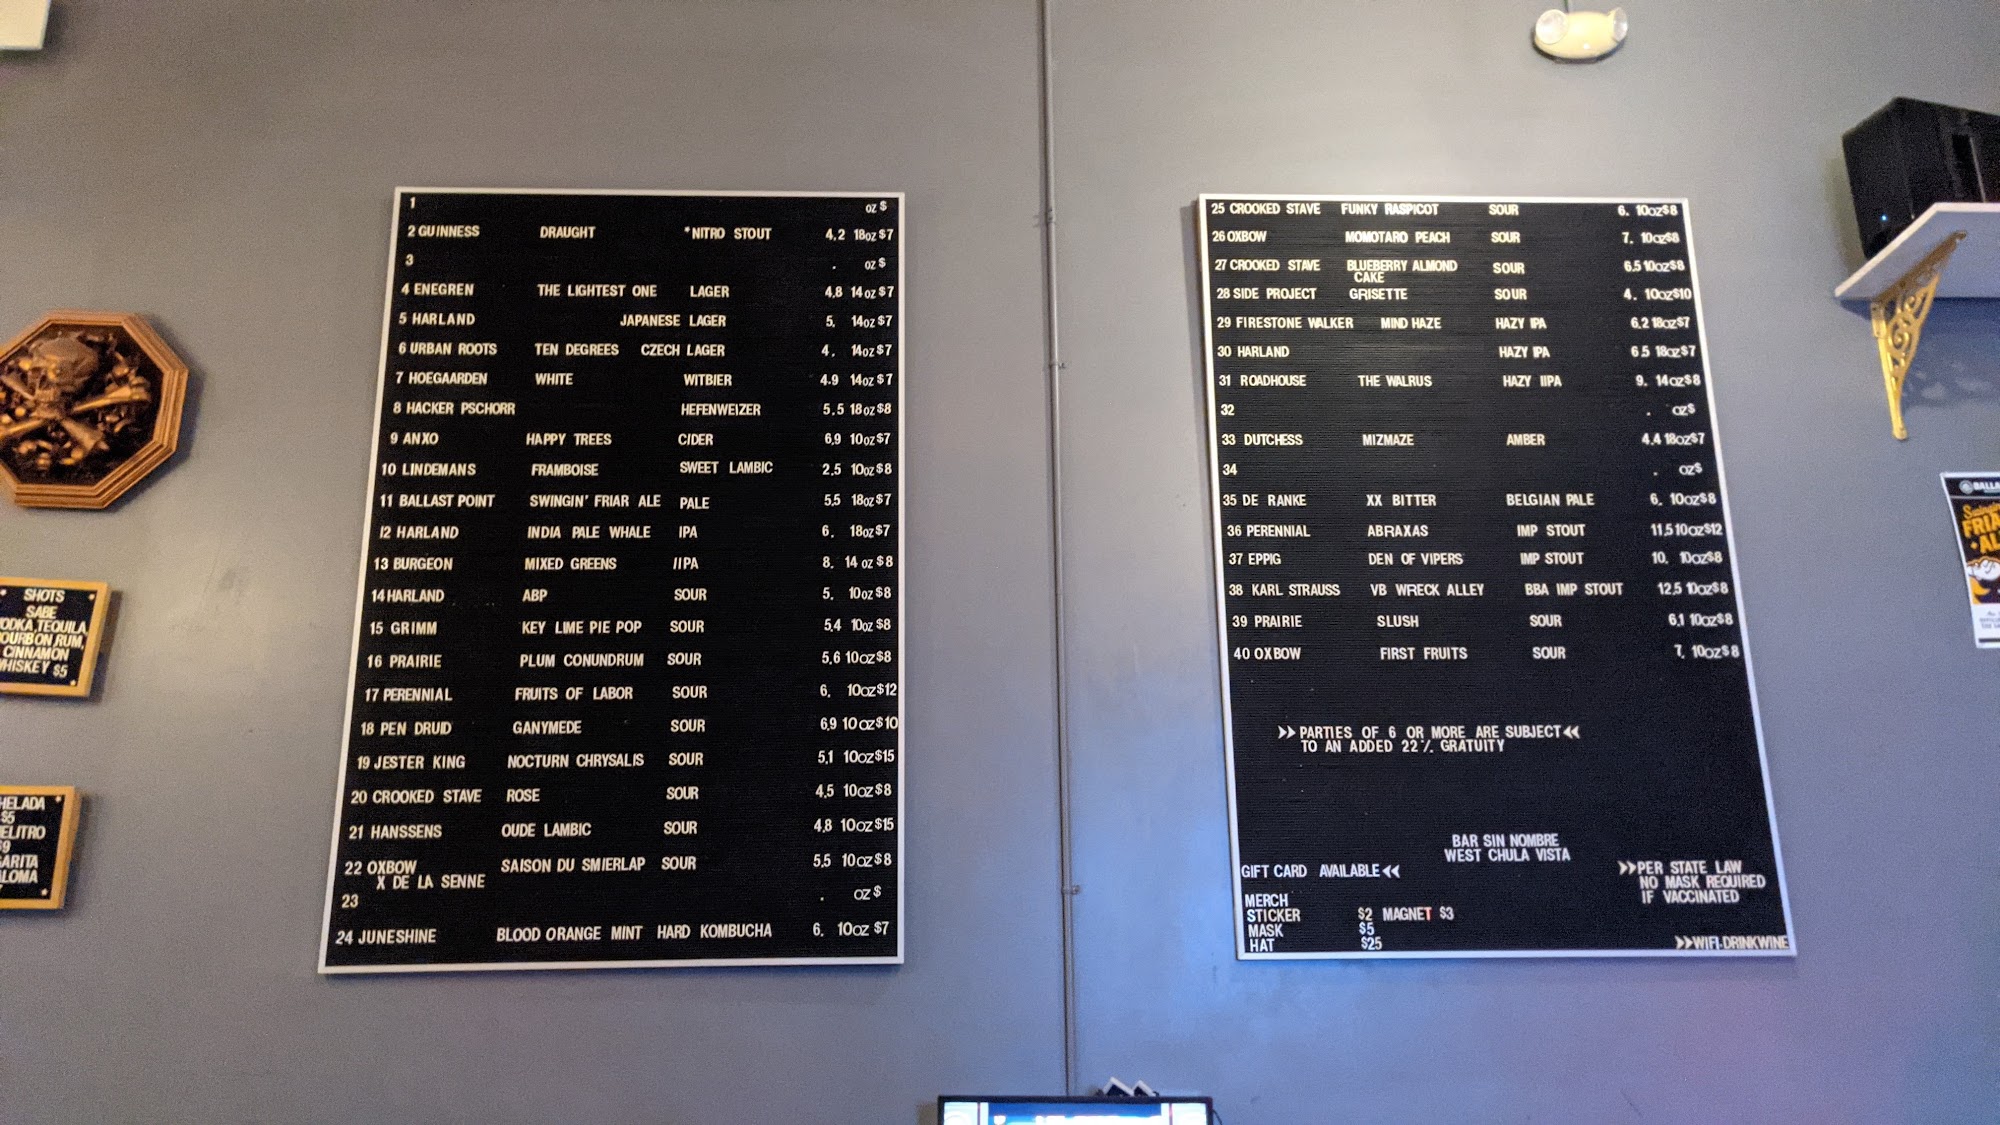 1 OZ $
2 GUINNESS DRAUGHT *NITRO STOUT 4.2 18OZ $7
3 . OZ $
4 ENEGREN THE LIGHTEST ONE LAGER 4.8 14OZ $7
5 HARLAND JAPANESE LAGER 5. 14OZ $7
6 URBAN ROOTS TEN DEGREES CZECH LAGER 4. 14OZ $7
7 HOEGAARDEN WHITE WITBIER 4.9 14OZ $7
8 HACKER PSCHORR HEFENWEIZER 5.5 18OZ $8
9 ANXO HAPPY TREES CIDER 6.9 10OZ $7
10 LINDEMANS FRAMBOISE SWEET LAMBIC 2.5 10OZ $8
11 BALLAST POINT SWINGIN' FRIAR ALE PALE 5.5 18OZ $7
12 HARLAND INDIA PALE WHALE IPA 6. 18OZ $7
13 BURGEON MIXED GREENS IIPA 8. 14 OZ $8
14 HARLAND ABP SOUR 5. 10OZ $8
15 GRIMM KEY LIME PIE POP SOUR 5.4 10OZ $8
16 PRAIRIE PLUM CONUNDRUM SOUR 5.6 10OZ $8
17 PERENNIAL FRUITS OF LABOR SOUR 6. 10OZ $12
18 PEN DRUID GANYMEDE SOUR 6.9 10 OZ $10
19 JESTER KING NOCTURN CHRYSALIS SOUR 5.1 10OZ $15
20 CROOKED STAVE ROSE SOUR 4.5 10OZ $8
21 HANSSENS OUDE LAMBIC SOUR 4.8 10OZ $15
22 OXBOW SAISON DU SMIERLAP SOUR 5.5 10OZ $8
X DE LA SENNE
23 . OZ $
24 JUNESHINE BLOOD ORANGE MINT HARD KOMBUCHA 6. 10OZ $7
25 CROOKED STAVE FUNKY RASPICOT SOUR 6. 10OZ $8
26 OXBOW MOMOTARO PEACH SOUR 7. 10OZ $8
27 CROOKED STAVE BLUEBERRY ALMOND SOUR 6.5 10OZ $8
CAKE
28 SIDE PROJECT GRISETTE SOUR 4. 10OZ $10
29 FIRESTONE WALKER MIND HAZE HAZY IPA 6.2 18OZ $7
30 HARLAND HAZY IPA 6.5 18OZ $7
31 ROADHOUSE THE WALRUS HAZY IIPA 9. 14OZ $8
32 . OZ $
33 DUTCHESS MIZMAZE AMBER 4.4 18OZ $7
34 . OZ $
35 DE RANKE XX BITTER BELGIAN PALE 6. 10OZ $8
36 PERENNIAL ABRAXAS IMP STOUT 11.5 10OZ $12
37 EPPIG DEN OF VIPERS IMP STOUT 10. 10OZ $8
38 KARL STRAUSS VB WRECK ALLEY BBA IMP STOUT 12.5 10OZ $8
39 PRAIRIE SLUSH SOUR 6.1 10OZ $8
40 OXBOW FIRST FRUITS SOUR 7. 10OZ $8
>> PARTIES OF 6 OR MORE ARE SUBJECT <<
TO AN ADDED 22% GRATUITY
BAR SIN NOMBRE
WEST CHULA VISTA
GIFT CARD AVAILABLE <<
>> PER STATE LAW
NO MASK REQUIRED
IF VACCINATED
MERCH
STICKER $2 MAGNET $3
MASK $5
HAT $25
>> WIFI-DRINKWINE
SHOTS
SABE
VODKA, TEQUILA,
BOURBON RUM,
CINNAMON
WHISKEY $5
HELADA
$5
ELITRO
$9
ARITA
ALOMA
BALLA
Swingin'
FRIA
AL